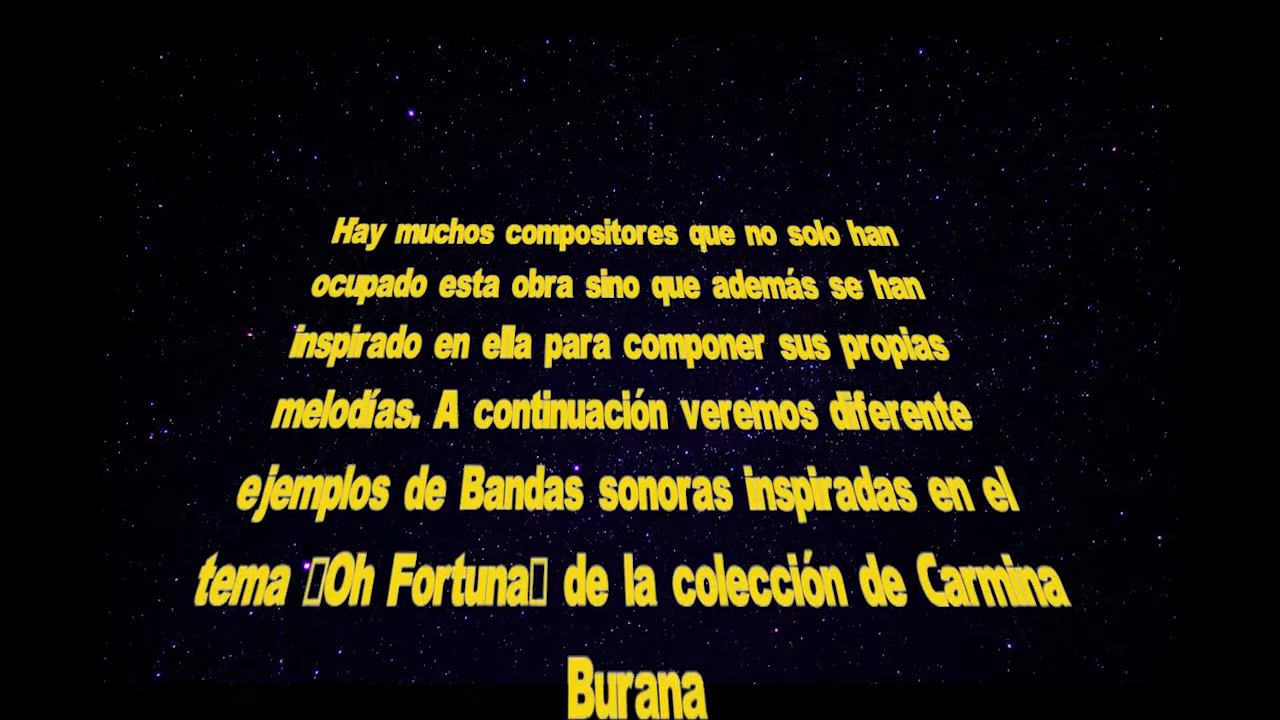 Hay muchos compositores que no solo han
ocupado esta obra sino que además se han
inspirado en ella para componer sus propias
melodías. A continuación veremos diferente
ejemplos de Bandas sonoras inspiradas en el
tema ▯Oh Fortuna▯ de la colección de Carmina
Burana